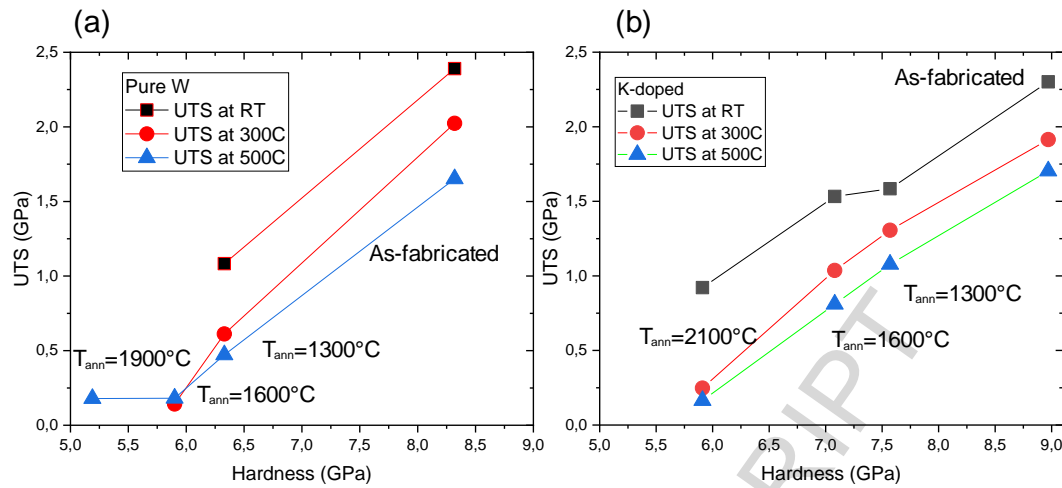 (a)
2,5
2,0
1,5
1,0
0,5
0,0
UTS (GPa)
Pure W
UTS at RT
UTS at 300C
UTS at 500C
As-fabricated
Tann=1900°C
Tann=1300°C
Tann=1600°C
5,0 5,5 6,0 6,5 7,0 7,5 8,0 8,5 9,0
Hardness (GPa)
(b)
2,5
2,0
1,5
1,0
0,5
0,0
UTS (GPa)
K-doped
UTS at RT
UTS at 300C
UTS at 500C
As-fabricated
Tann=1300°C
Tann=2100°C
Tann=1600°C
RIPT
5,0 5,5 6,0 6,5 7,0 7,5 8,0 8,5 9,0
Hardness (GPa)